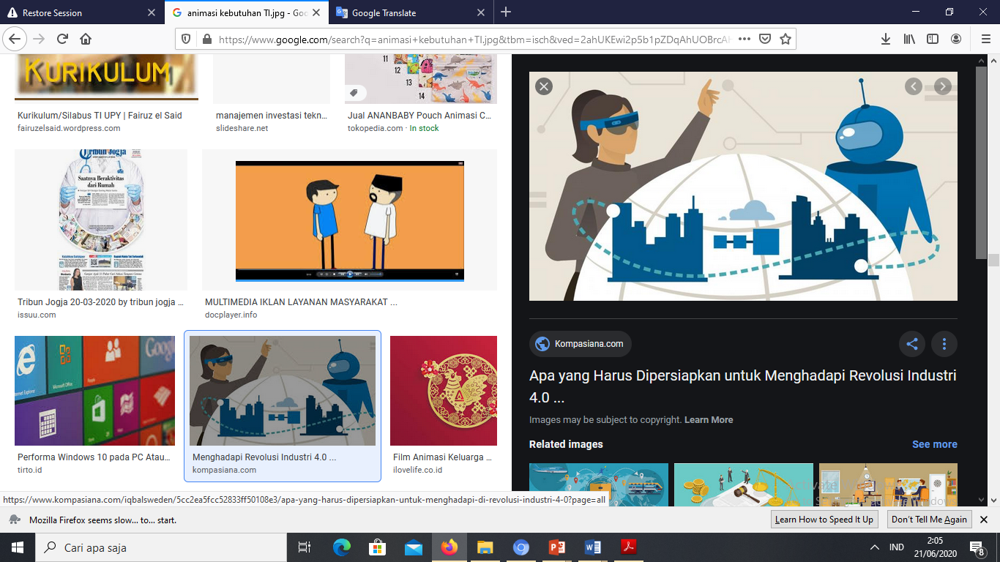 Restore Session
animasi kebutuhan TI.jpg - Goo
Google Translate
https://www.google.com/search?q=animasi+kebutuhan+TI.jpg&tbm=isch&ved=2ahUKEwi2p5b1pZDqAhUOBrcAH
KURIKULUM
11
12
13
14
Kurikulum/Silabus TI UPY | Fairuz el Said
fairuzelsaid.wordpress.com
manajemen investasi tekn...
slideshare.net
Jual ANANBABY Pouch Animasi C...
tokopedia.com · In stock
Tribun Jogja
Saatnya Beraktivitas
dari Rumah
Tribun Jogja 20-03-2020 by tribun jogja ...
issuu.com
MULTIMEDIA IKLAN LAYANAN MASYARAKAT ...
docplayer.info
Internet Explorer
Microsoft Office
Google
Performa Windows 10 pada PC Atau...
tirto.id
Menghadapi Revolusi Industri 4.0 ...
kompasiana.com
Film Animasi Keluarga ...
ilovelife.co.id
Kompasiana.com
Apa yang Harus Dipersiapkan untuk Menghadapi Revolusi Industri
4.0 ...
Images may be subject to copyright. Learn More
Related images
See more
https://www.kompasiana.com/iqbalsweden/5cc2ea5fcc52833ff50108e3/apa-yang-harus-dipersiapkan-untuk-menghadapi-di-revolusi-industri-4-0?page=all
Mozilla Firefox seems slow... to... start.
Learn How to Speed It Up
Don't Tell Me Again
Cari apa saja
IND
2:05
21/06/2020
8